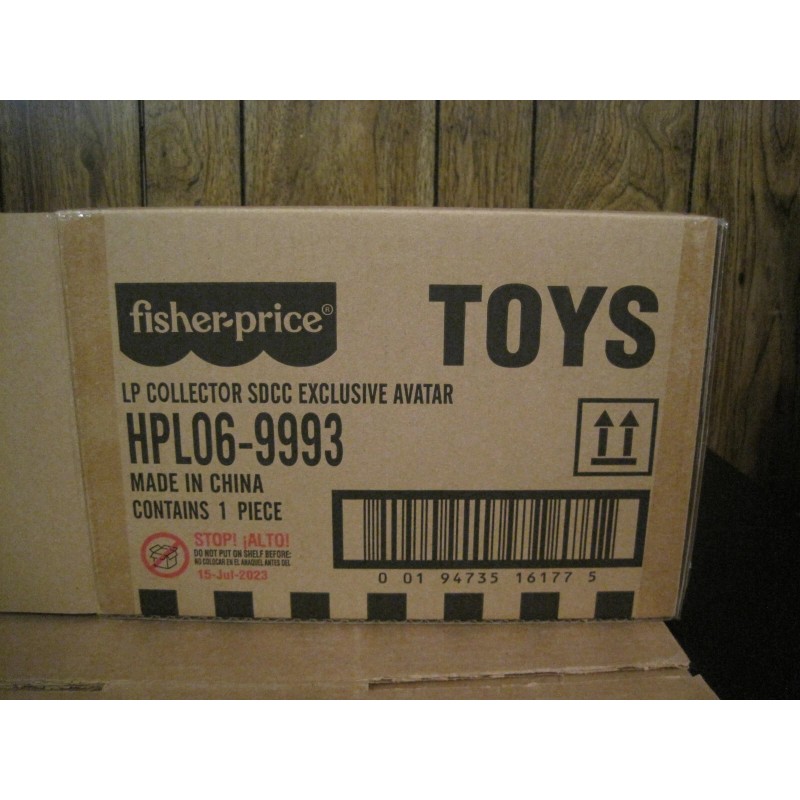 fisher-price®
TOYS
LP COLLECTOR SDCC EXCLUSIVE AVATAR
HPL06-9993
MADE IN CHINA
CONTAINS 1 PIECE
STOP! ¡ALTO!
DO NOT PUT ON SHELF BEFORE:
NO COLOCAR EN EL ANAQUEL ANTES DEL
15-Jul-2023
0 01 94735 16177 5